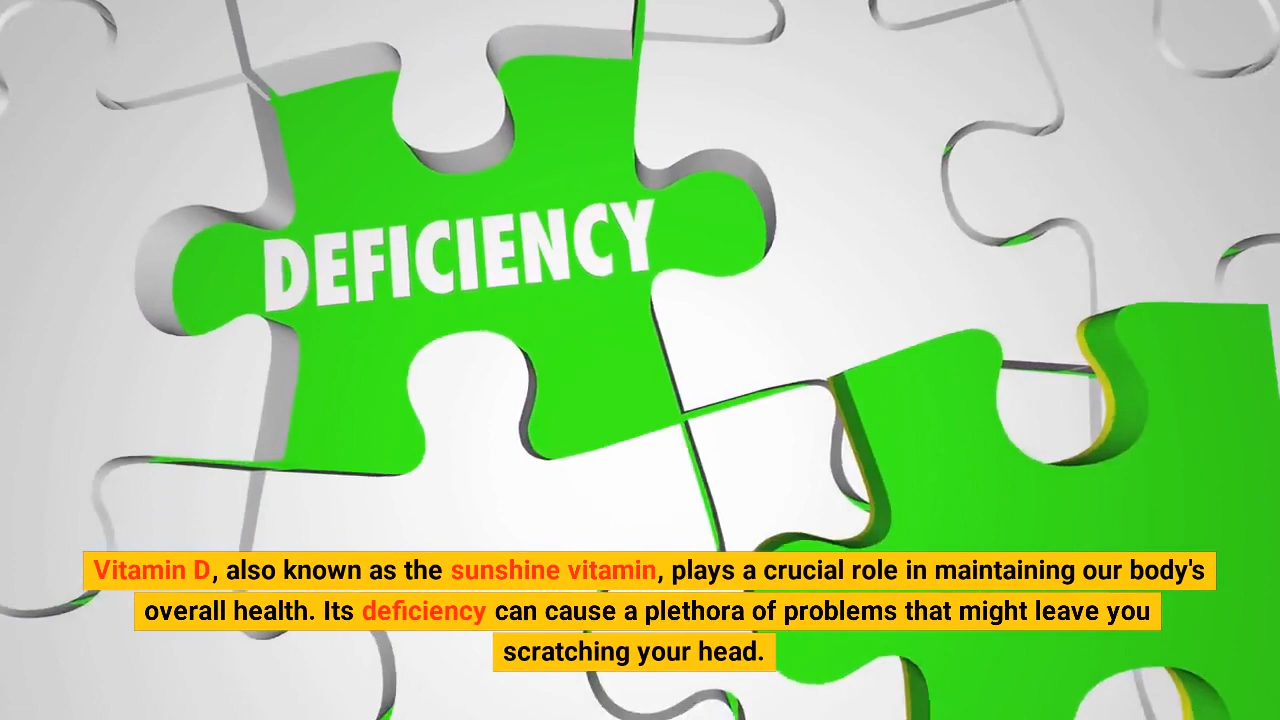 DEFICIENCY
Vitamin D, also known as the sunshine vitamin, plays a crucial role in maintaining our body's
overall health. Its deficiency can cause a plethora of problems that might leave you
scratching your head.